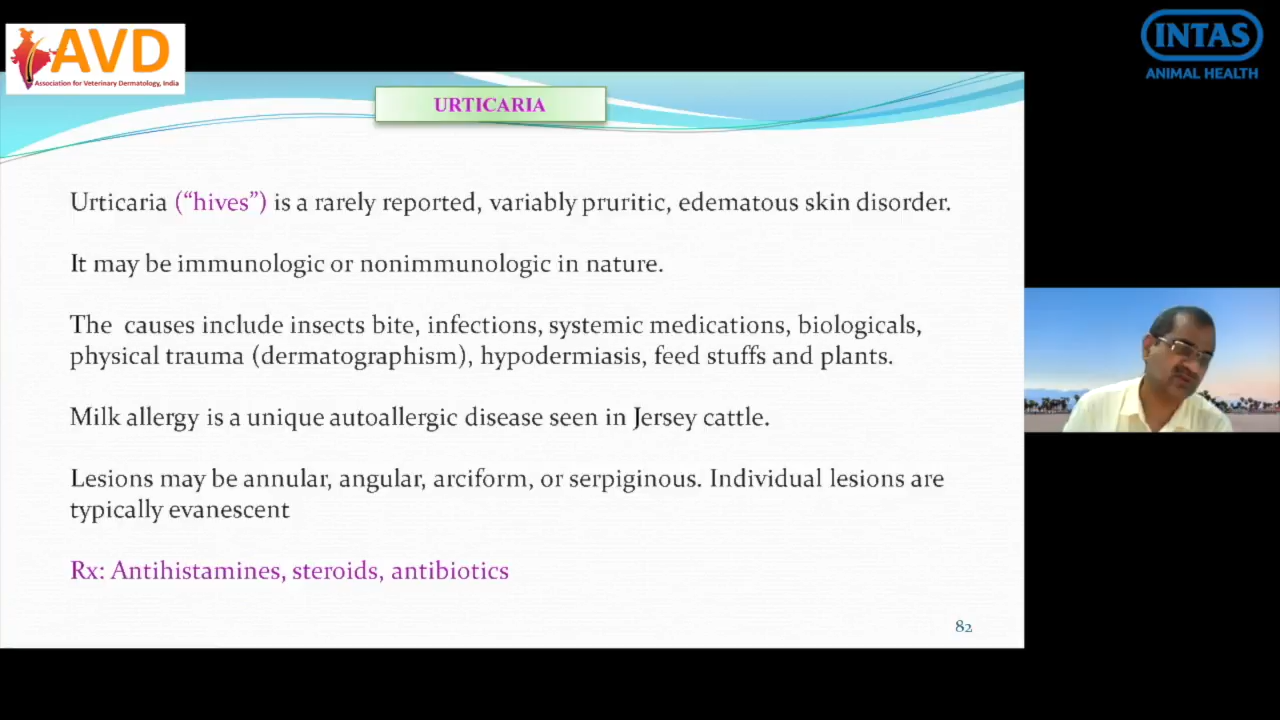 AVD
Association for Veterinary Dermatology, India
INTAS
ANIMAL HEALTH
URTICARIA
Urticaria (“hives”) is a rarely reported, variably pruritic, edematous skin disorder.
It may be immunologic or nonimmunologic in nature.
The causes include insects bite, infections, systemic medications, biologicals,
physical trauma (dermatographism), hypodermiasis, feed stuffs and plants.
Milk allergy is a unique autoallergic disease seen in Jersey cattle.
Lesions may be annular, angular, arciform, or serpiginous. Individual lesions are
typically evanescent
Rx: Antihistamines, steroids, antibiotics
82